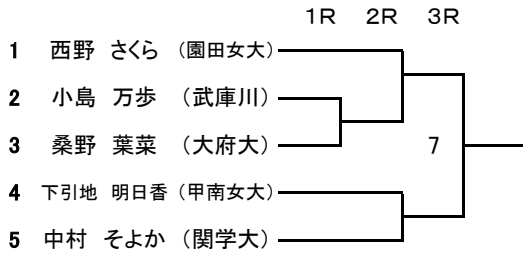 1R 2R 3R
1 西野 さくら (園田女大)
2 小島 万歩 (武庫川)
3 桑野 葉菜 (大府大)
7
4 下引地 明日香 (甲南女大)
5 中村 そよか (関学大)